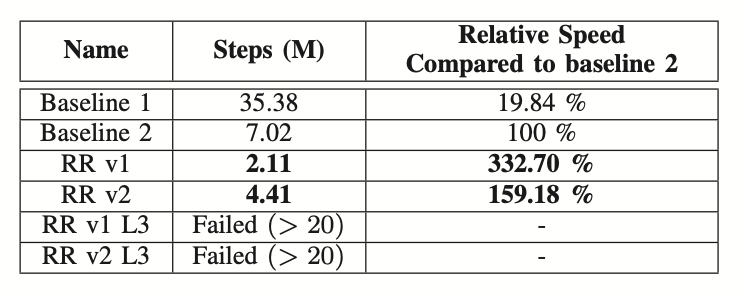 Name Steps (M) Relative Speed
Compared to baseline 2
Baseline 1 35.38 19.84 %
Baseline 2 7.02 100 %
RR v1 2.11 332.70 %
RR v2 4.41 159.18 %
RR v1 L3 Failed (> 20) -
RR v2 L3 Failed (> 20) -